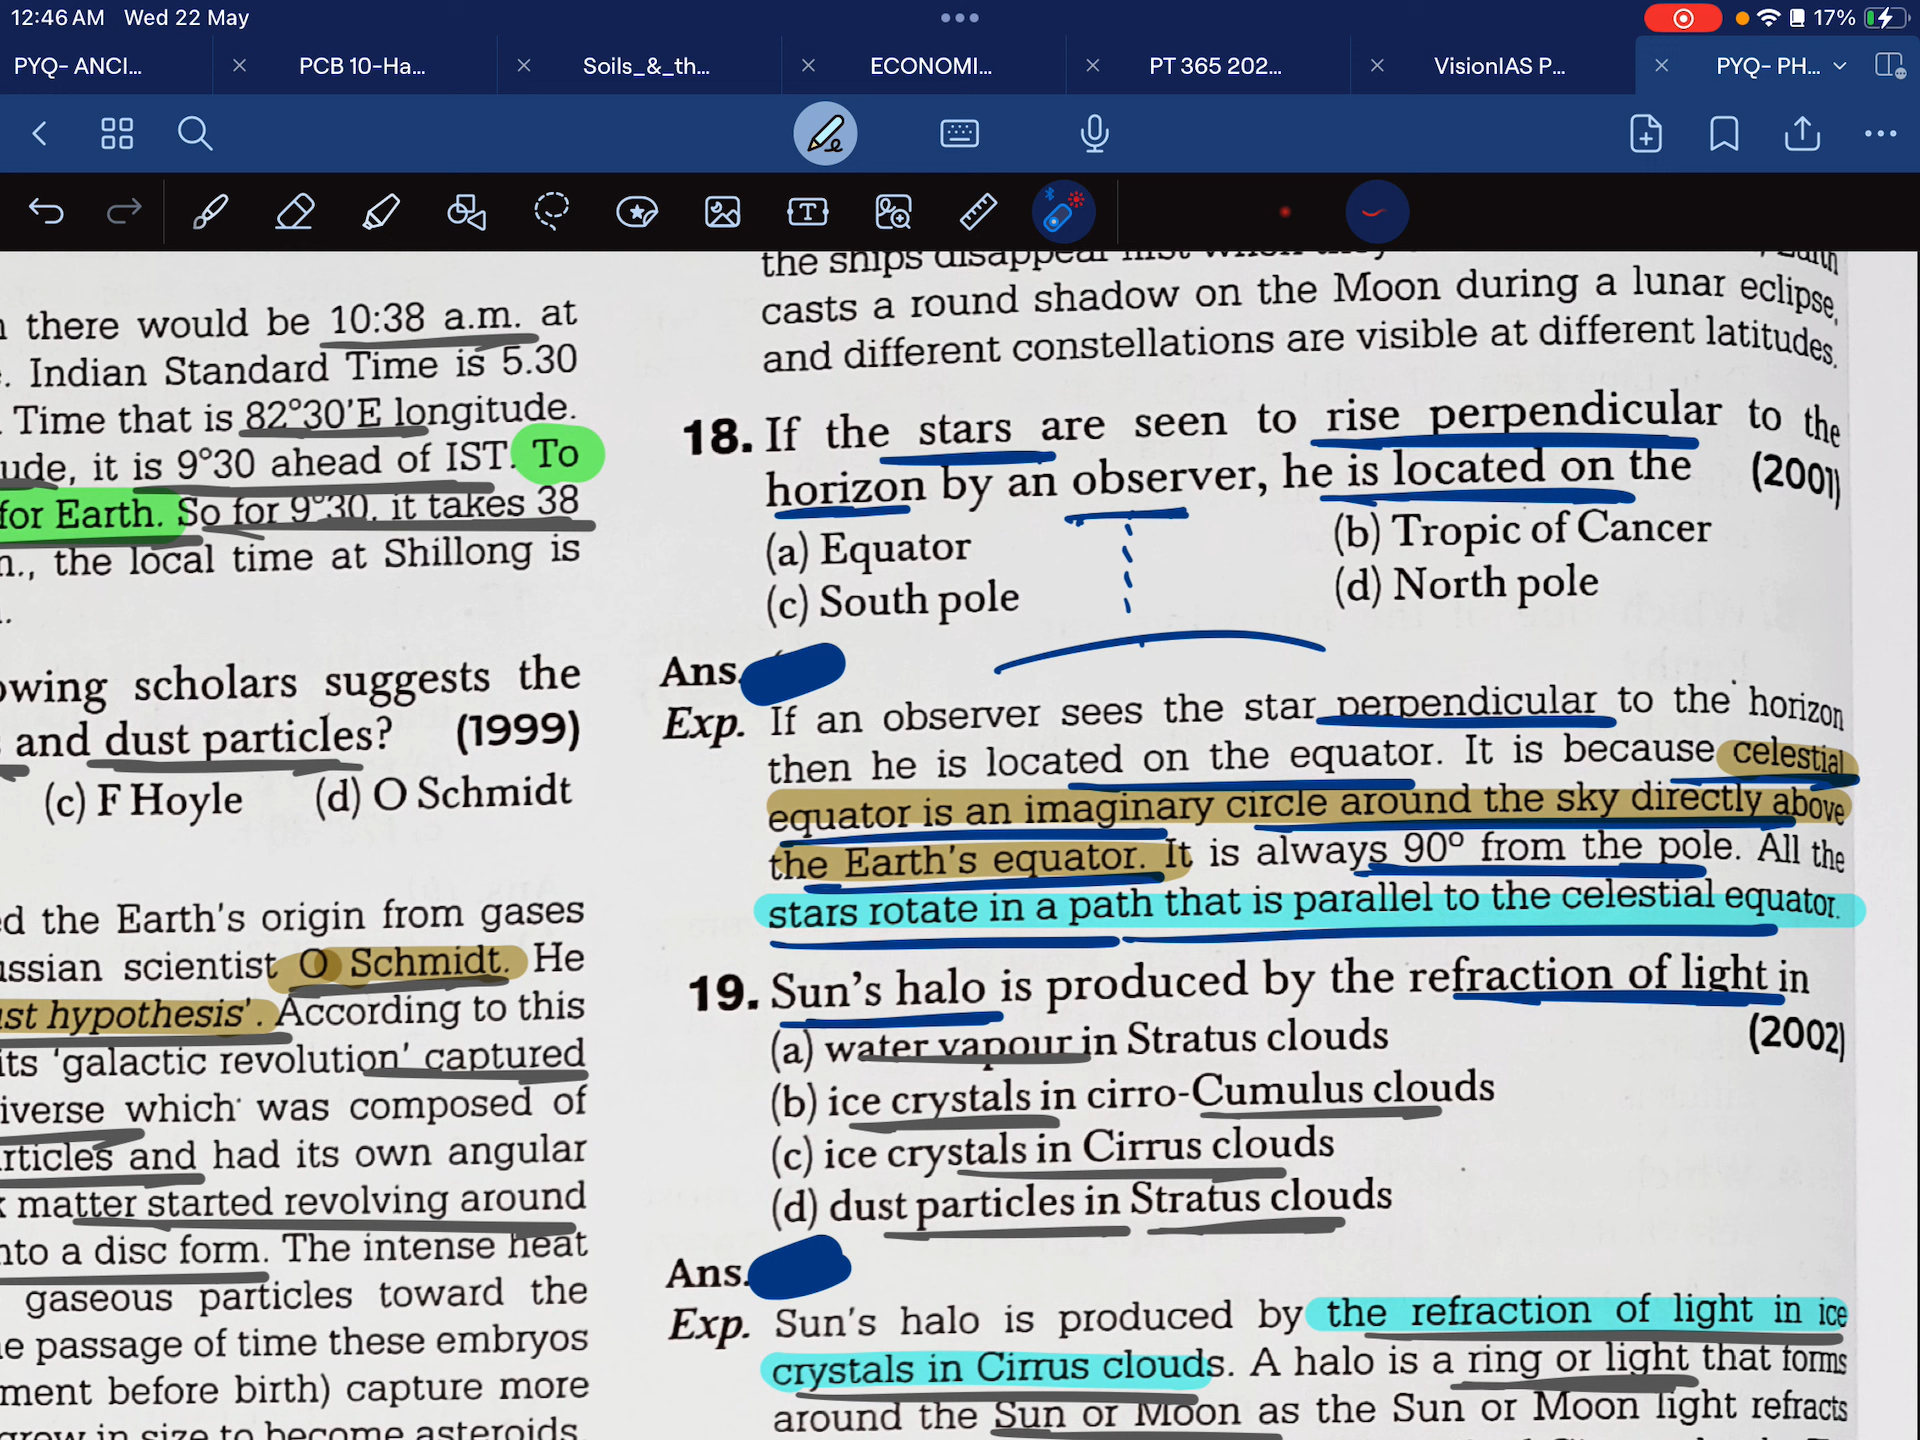 12:46 AM Wed 22 May
17%
PYQ- ANCI...
PCB 10-Ha...
Soils_&_th...
ECONOMI...
PT 365 202...
VisionIAS P...
PYQ- PH...
there would be 10:38 a.m. at
. Indian Standard Time is 5.30
Time that is 82°30'E longitude.
ude, it is 9°30 ahead of IST. To
for Earth. So for 9°30, it takes 38
n., the local time at Shillong is
owing scholars suggests the
and dust particles? (1999)
(c) F Hoyle (d) O Schmidt
ed the Earth's origin from gases
ussian scientist O Schmidt. He
ust hypothesis'. According to this
its 'galactic revolution' captured
iverse which was composed of
rticles and had its own angular
k matter started revolving around
nto a disc form. The intense heat
gaseous particles toward the
e passage of time these embryos
ment before birth) capture more
grow in size to become asteroids.
the ships disappear
casts a round shadow on the Moon during a lunar eclipse,
and different constellations are visible at different latitudes.
18. If the stars are seen to rise perpendicular to the
horizon by an observer, he is located on the (2001)
(a) Equator (b) Tropic of Cancer
(c) South pole (d) North pole
Ans.
Exp. If an observer sees the star perpendicular to the horizon
then he is located on the equator. It is because celestial
equator is an imaginary circle around the sky directly above
the Earth's equator. It is always 90° from the pole. All the
stars rotate in a path that is parallel to the celestial equator.
19. Sun's halo is produced by the refraction of light in
(2002)
(a) water vapour in Stratus clouds
(b) ice crystals in cirro-Cumulus clouds
(c) ice crystals in Cirrus clouds
(d) dust particles in Stratus clouds
Ans.
Exp. Sun's halo is produced by the refraction of light in ice
crystals in Cirrus clouds. A halo is a ring or light that forms
around the Sun or Moon as the Sun or Moon light refracts